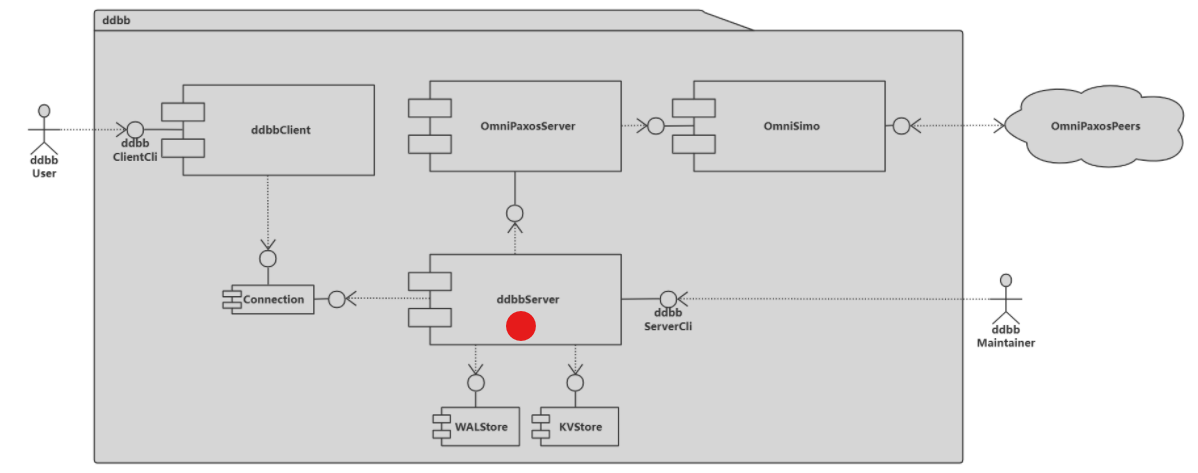 ddbb
ddbbClient
OmniPaxosServer
OmniSimo
OmniPaxosPeers
ddbb
ClientCli
ddbb
User
Connection
ddbbServer
ddbb
ServerCli
ddbb
Maintainer
WALStore
KVStore